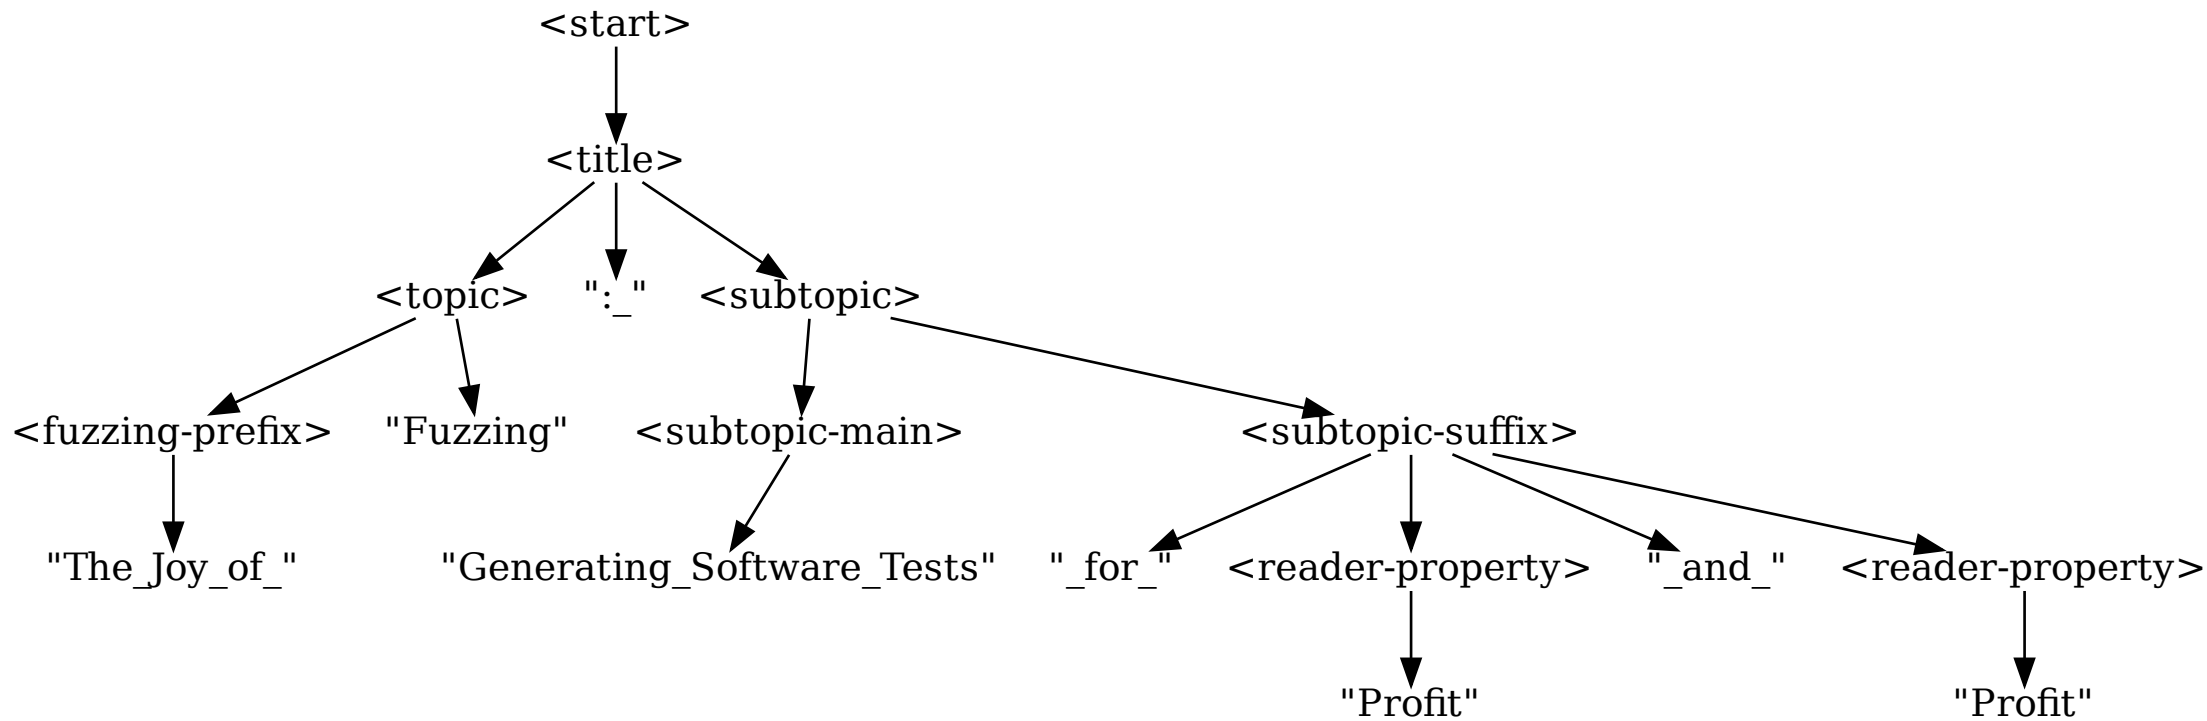 <start>
<title>
<topic> ":_" <subtopic>
<fuzzing-prefix> "Fuzzing" <subtopic-main> <subtopic-suffix>
"The_Joy_of_" "Generating_Software_Tests" "_for_" <reader-property> "_and_" <reader-property>
"Profit" "Profit"